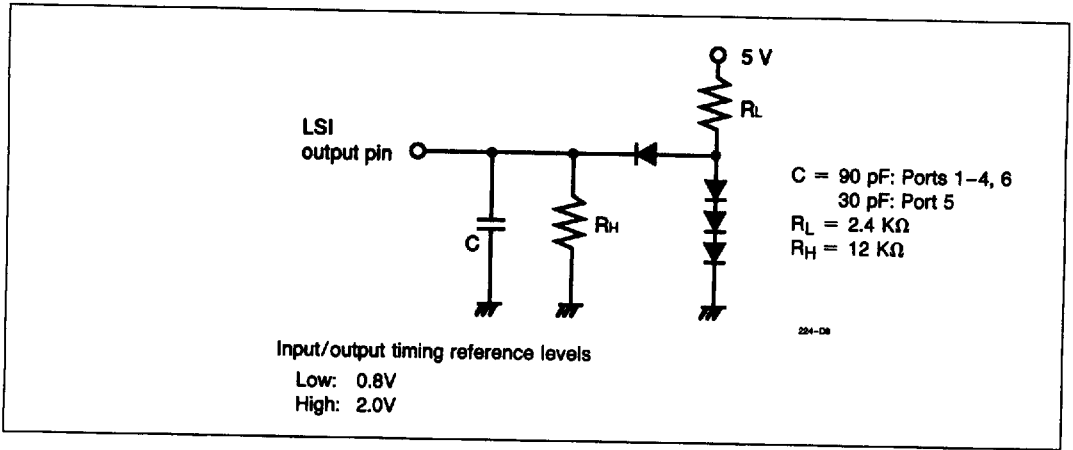 5 V
RL
LSI
output pin
C
RH
C = 90 pF: Ports 1–4, 6
30 pF: Port 5
RL = 2.4 KΩ
RH = 12 KΩ
Input/output timing reference levels
Low: 0.8V
High: 2.0V